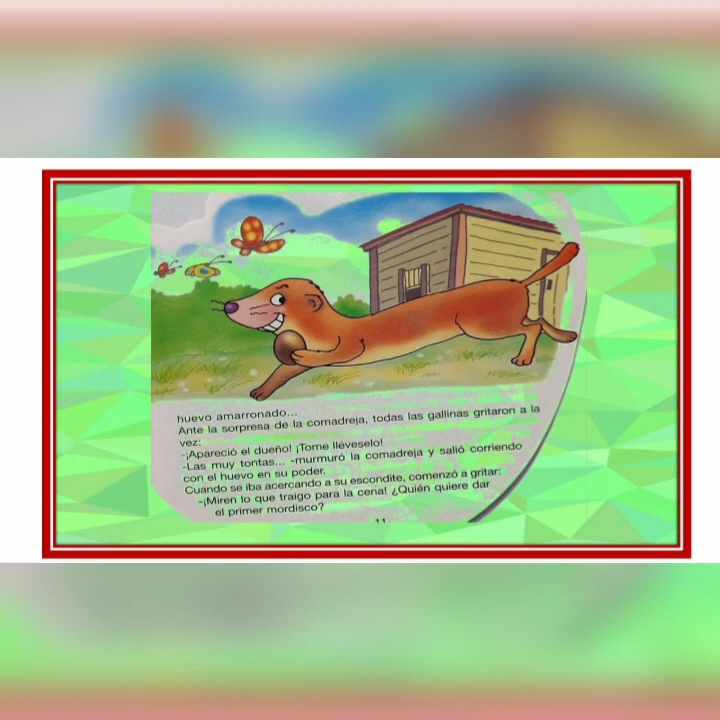 huevo amarronado...
Ante la sorpresa de la comadreja, todas las gallinas gritaron a la
vez:
-¡Apareció el dueño! ¡Tome lléveselo!
-Las muy tontas... -murmuró la comadreja y salió corriendo
con el huevo en su poder.
Cuando se iba acercando a su escondite, comenzó a gritar:
-¡Miren lo que traigo para la cena! ¿Quién quiere dar
el primer mordisco?
11